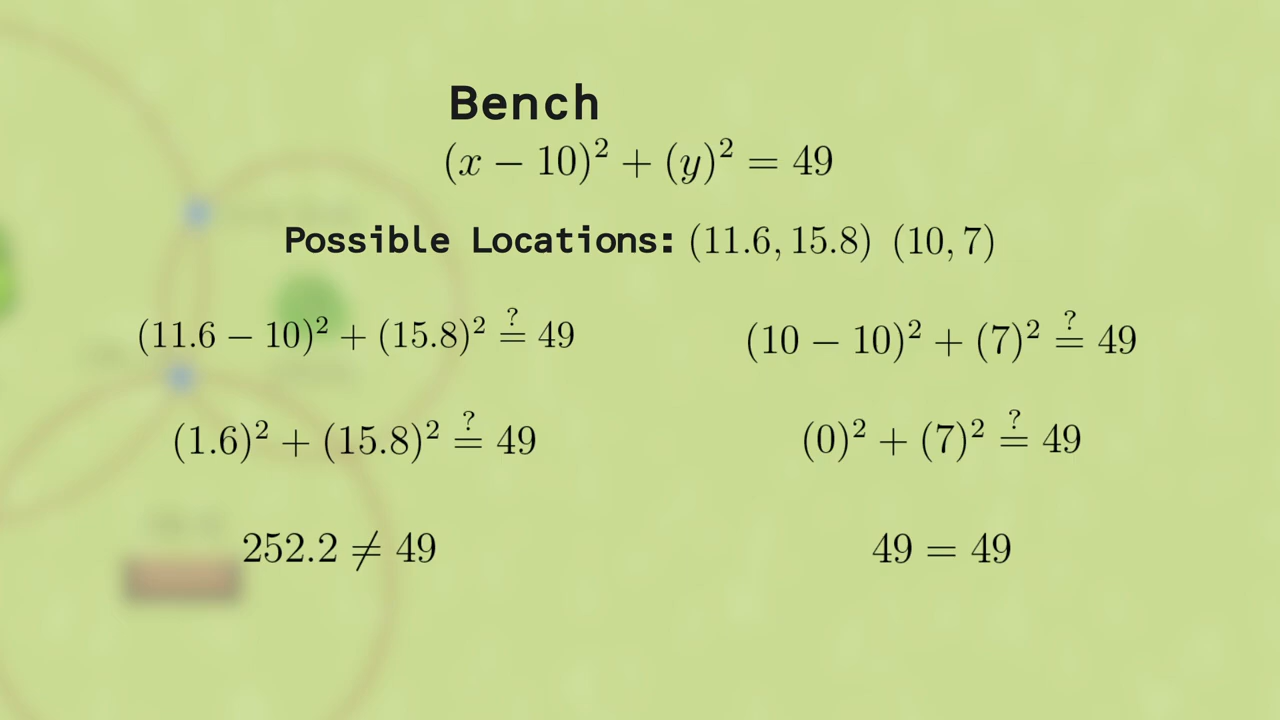 Bench
(x − 10)² + (y)² = 49
Possible Locations: (11.6, 15.8) (10, 7)
(11.6 − 10)² + (15.8)² ≟ 49
(10 − 10)² + (7)² ≟ 49
(1.6)² + (15.8)² ≟ 49
(0)² + (7)² ≟ 49
252.2 ≠ 49
49 = 49